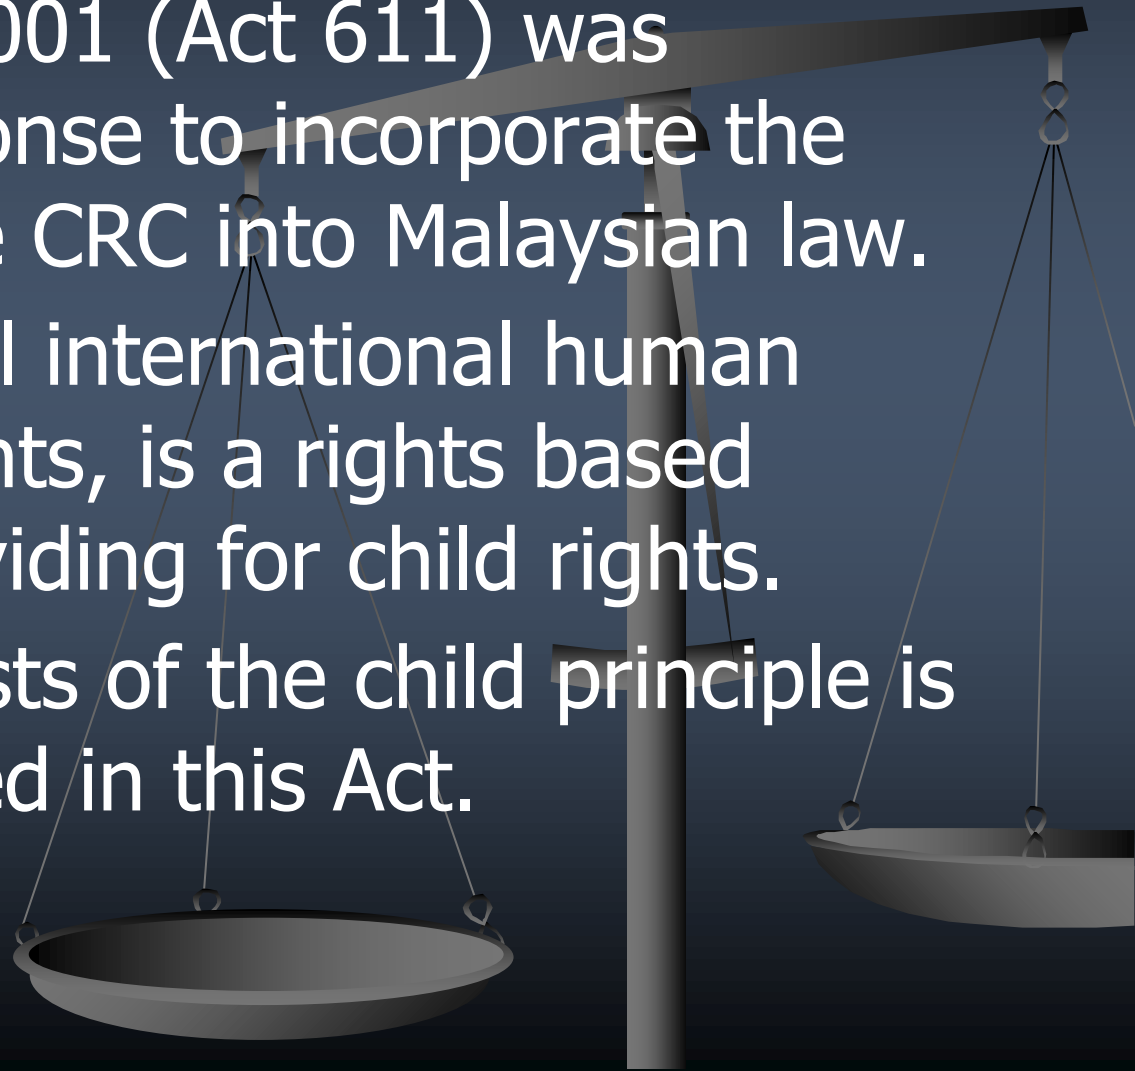 001 (Act 611) was
onse to incorporate the
e CRC into Malaysian law.
l international human
nts, is a rights based
viding for child rights.
sts of the child principle is
ed in this Act.